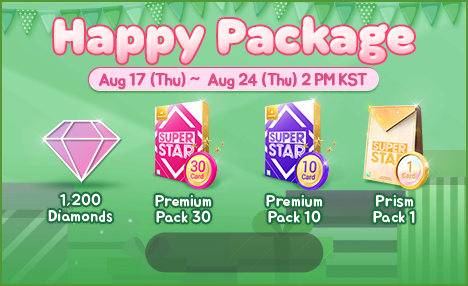 Happy Package
Aug 17 (Thu) ~ Aug 24 (Thu) 2 PM KST
SUPER
STAR
30
Card
SUPER
STAR
10
Card
SUPER
STAR
1
Card
1.200
Diamonds
Premium
Pack 30
Premium
Pack 10
Prism
Pack 1